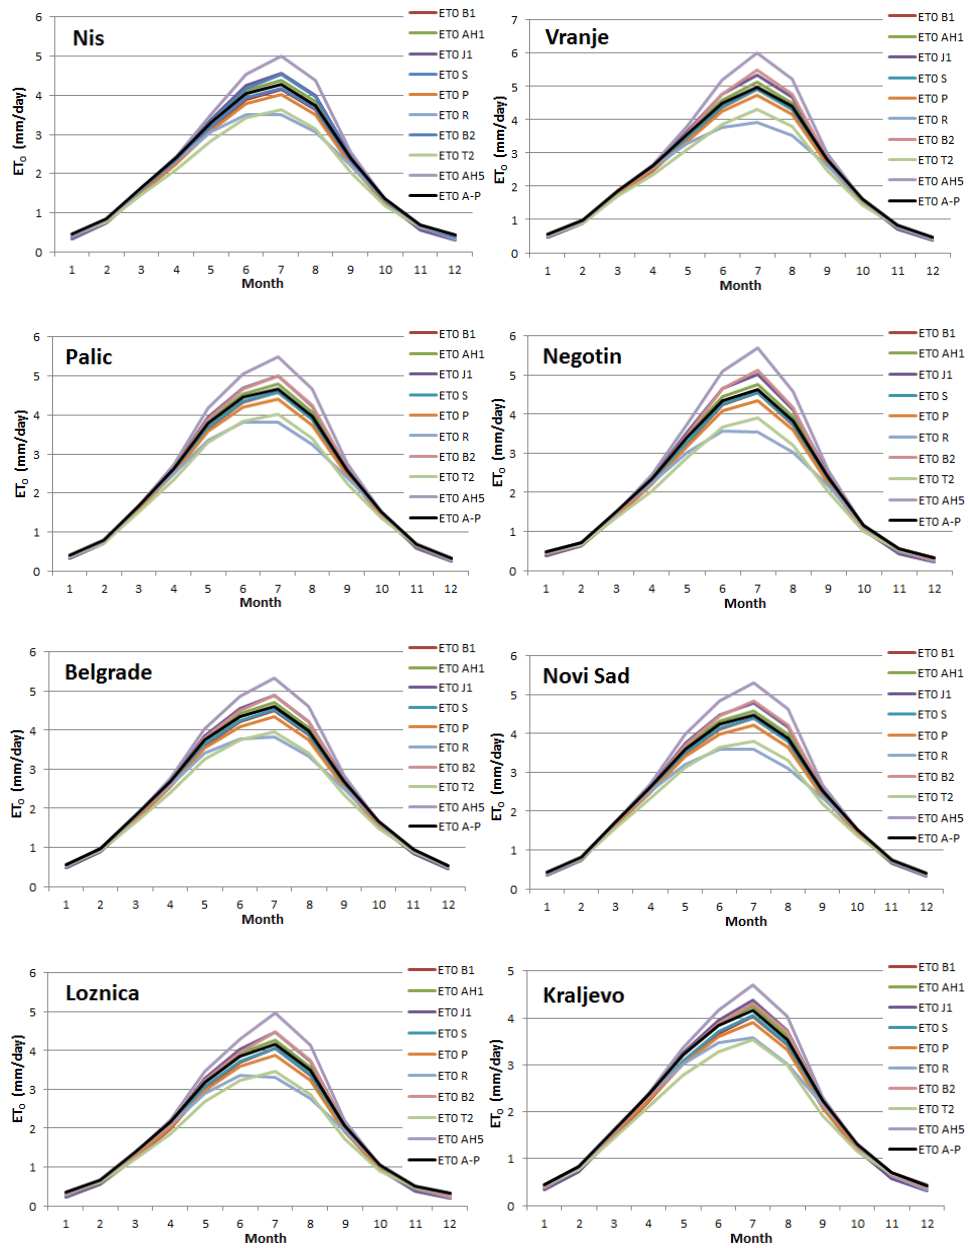 Nis
ET₀ (mm/day)
6
5
4
3
2
1
0
1 2 3 4 5 6 7 8 9 10 11 12
Month
ETO B1
ETO AH1
ETO J1
ETO S
ETO P
ETO R
ETO B2
ETO T2
ETO AH5
ETO A-P
Vranje
ET₀ (mm/day)
7
6
5
4
3
2
1
0
1 2 3 4 5 6 7 8 9 10 11 12
Month
ETO B1
ETO AH1
ETO J1
ETO S
ETO P
ETO R
ETO B2
ETO T2
ETO AH5
ETO A-P
Palic
ET₀ (mm/day)
6
5
4
3
2
1
0
1 2 3 4 5 6 7 8 9 10 11 12
Month
ETO B1
ETO AH1
ETO J1
ETO S
ETO P
ETO R
ETO B2
ETO T2
ETO AH5
ETO A-P
Negotin
ET₀ (mm/day)
6
5
4
3
2
1
0
1 2 3 4 5 6 7 8 9 10 11 12
Month
ETO B1
ETO AH1
ETO J1
ETO S
ETO P
ETO R
ETO B2
ETO T2
ETO AH5
ETO A-P
Belgrade
ET₀ (mm/day)
6
5
4
3
2
1
0
1 2 3 4 5 6 7 8 9 10 11 12
Month
ETO B1
ETO AH1
ETO J1
ETO S
ETO P
ETO R
ETO B2
ETO T2
ETO AH5
ETO A-P
Novi Sad
ET₀ (mm/day)
6
5
4
3
2
1
0
1 2 3 4 5 6 7 8 9 10 11 12
Month
ETO B1
ETO AH1
ETO J1
ETO S
ETO P
ETO R
ETO B2
ETO T2
ETO AH5
ETO A-P
Loznica
ET₀ (mm/day)
6
5
4
3
2
1
0
1 2 3 4 5 6 7 8 9 10 11 12
Month
ETO B1
ETO AH1
ETO J1
ETO S
ETO P
ETO R
ETO B2
ETO T2
ETO AH5
ETO A-P
Kraljevo
ET₀ (mm/day)
5
4
3
2
1
0
1 2 3 4 5 6 7 8 9 10 11 12
Month
ETO B1
ETO AH1
ETO J1
ETO S
ETO P
ETO R
ETO B2
ETO T2
ETO AH5
ETO A-P